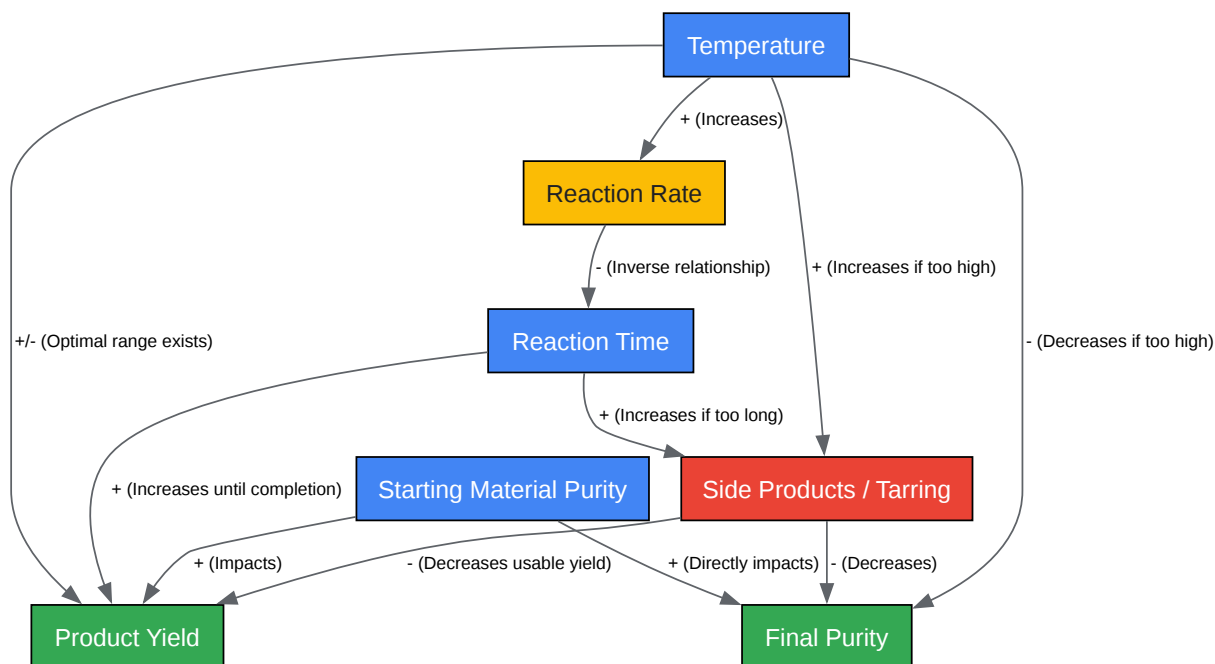 Temperature
+ (Increases)
Reaction Rate
- (Inverse relationship)
+ (Increases if too high)
+/- (Optimal range exists)
Reaction Time
- (Decreases if too high)
+ (Increases if too long)
+ (Increases until completion)
Starting Material Purity
Side Products / Tarring
+ (Impacts)
- (Decreases usable yield)
+ (Directly impacts)
- (Decreases)
Product Yield
Final Purity